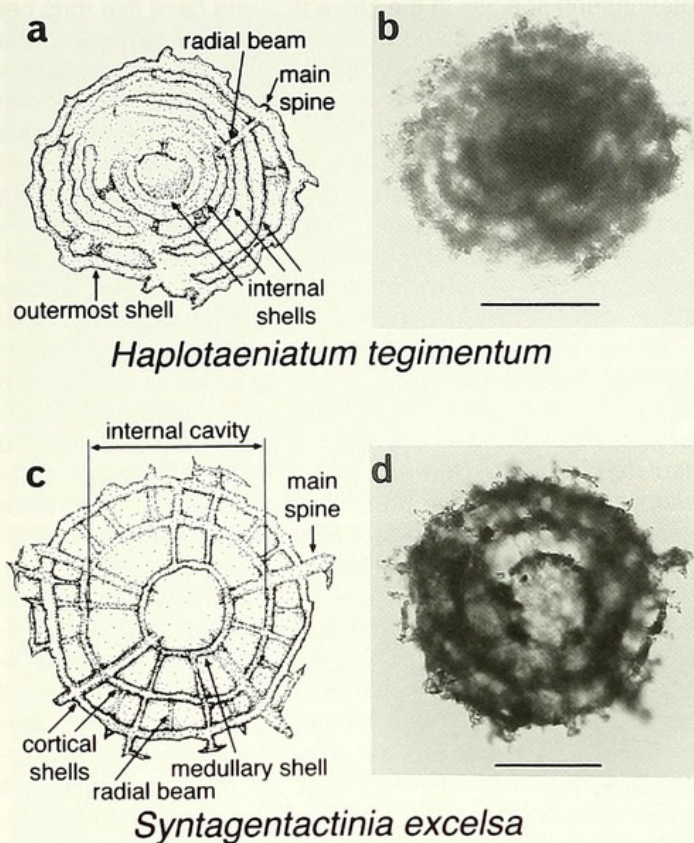 a
radial beam
main
spine
internal
shells
outermost shell
b
Haplotaeniatum tegimentum
internal cavity
c
main
spine
cortical
shells
medullary shell
radial beam
d
Syntagentactinia excelsa